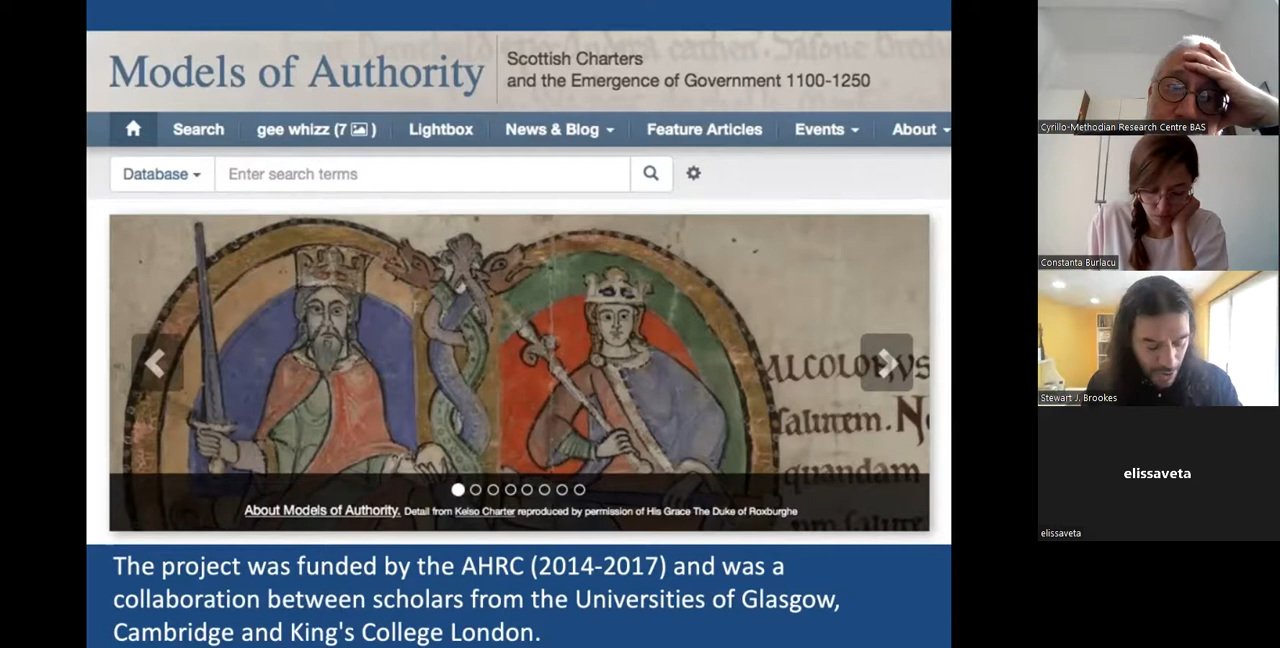 Models of Authority
Scottish Charters
and the Emergence of Government 1100-1250
Search
gee whizz (7 )
Lightbox
News & Blog
Feature Articles
Events
About
Database
Enter search terms
ALCOLOMVS
salutem. N
quandam
About Models of Authority. Detail from Kelso Charter reproduced by permission of His Grace The Duke of Roxburghe
The project was funded by the AHRC (2014-2017) and was a
collaboration between scholars from the Universities of Glasgow,
Cambridge and King's College London.
Cyrillo-Methodian Research Centre BAS
Constanta Burlacu
Stewart J. Brookes
elissaveta
elissaveta